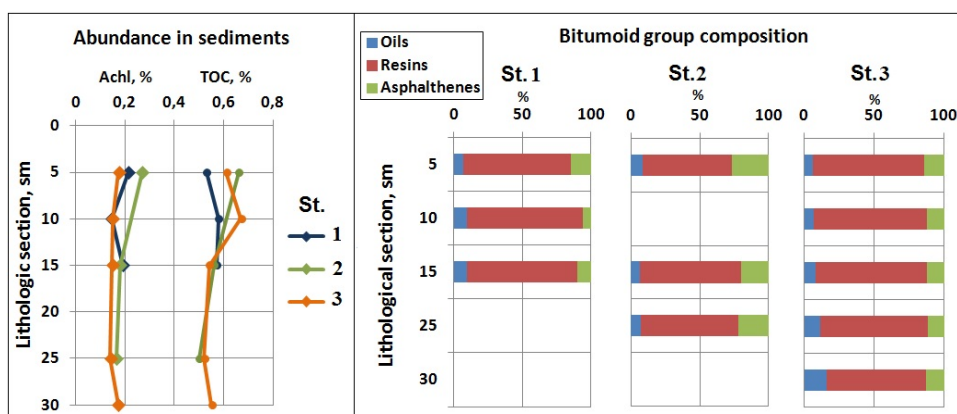 Abundance in sediments
Achl, % TOC, %
0 0,2 0,4 0,6 0,8
0
5
10
15
20
25
30
Lithologic section, sm
St.
1
2
3
Bitumoid group composition
Oils
Resins
Asphalthenes
St.1 St.2 St.3
% % %
0 50 100 0 50 100 0 50 100
5
10
15
25
30
Lithological section, sm